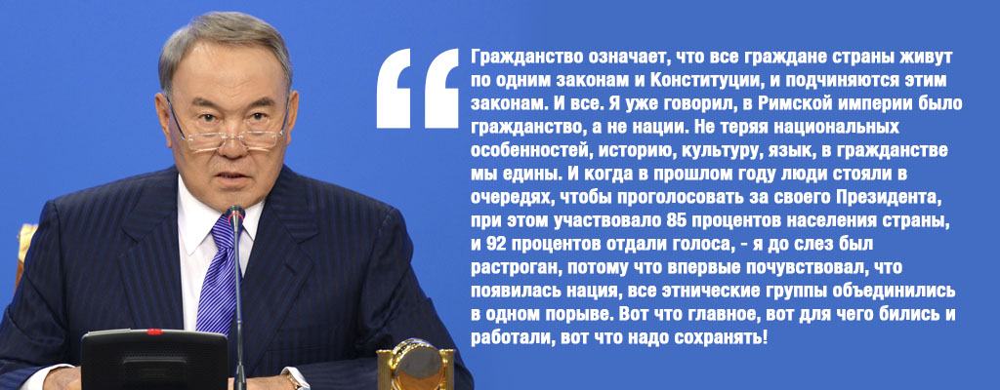 Гражданство означает, что все граждане страны живут
по одним законам и Конституции, и подчиняются этим
законам. И все. Я уже говорил, в Римской империи было
гражданство, а не нации. Не теряя национальных
особенностей, историю, культуру, язык, в гражданстве
мы едины. И когда в прошлом году люди стояли в
очередях, чтобы проголосовать за своего Президента,
при этом участвовало 85 процентов населения страны,
и 92 процентов отдали голоса, - я до слез был
растроган, потому что впервые почувствовал, что
появилась нация, все этнические группы объединились
в одном порыве. Вот что главное, вот для чего бились и
работали, вот что надо сохранять!